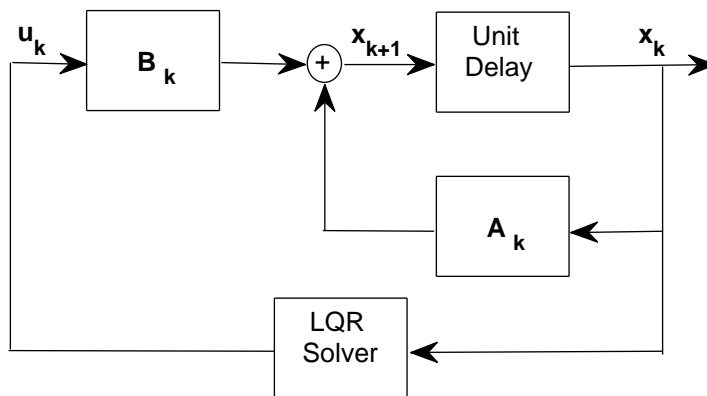 u_k
B_k
+
x_{k+1}
Unit
Delay
x_k
A_k
LQR
Solver